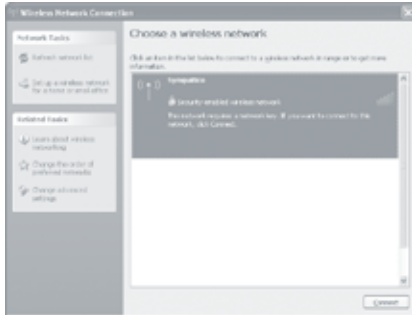 Wireless Network Connection
Network Tasks
Refresh network list
Set up a wireless network
for a home or small office
Related Tasks
Learn about wireless
networking
Change the order of
preferred networks
Change advanced
settings
Choose a wireless network
Click an item in the list below to connect to a wireless network in range or to get more
information.
Security-enabled wireless network
This network requires a network key. If you want to connect to this
network, click Connect.
Connect